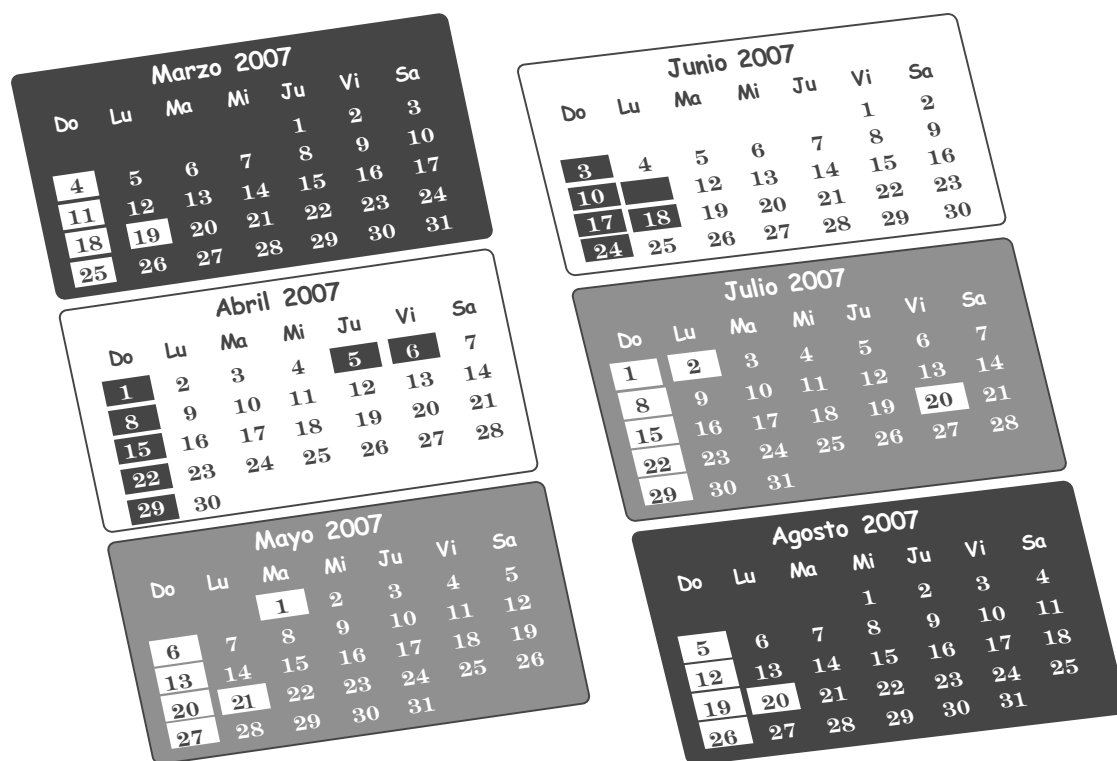 Marzo 2007
Do Lu Ma Mi Ju Vi Sa
1 2 3
4 5 6 7 8 9 10
11 12 13 14 15 16 17
18 19 20 21 22 23 24
25 26 27 28 29 30 31
Abril 2007
Do Lu Ma Mi Ju Vi Sa
1 2 3 4 5 6 7
8 9 10 11 12 13 14
15 16 17 18 19 20 21
22 23 24 25 26 27 28
29 30
Mayo 2007
Do Lu Ma Mi Ju Vi Sa
1 2 3 4 5
6 7 8 9 10 11 12
13 14 15 16 17 18 19
20 21 22 23 24 25 26
27 28 29 30 31
Junio 2007
Do Lu Ma Mi Ju Vi Sa
1 2
3 4 5 6 7 8 9
10 12 13 14 15 16
17 18 19 20 21 22 23
24 25 26 27 28 29 30
Julio 2007
Do Lu Ma Mi Ju Vi Sa
1 2 3 4 5 6 7
8 9 10 11 12 13 14
15 16 17 18 19 20 21
22 23 24 25 26 27 28
29 30 31
Agosto 2007
Do Lu Ma Mi Ju Vi Sa
1 2 3 4
5 6 7 8 9 10 11
12 13 14 15 16 17 18
19 20 21 22 23 24 25
26 27 28 29 30 31